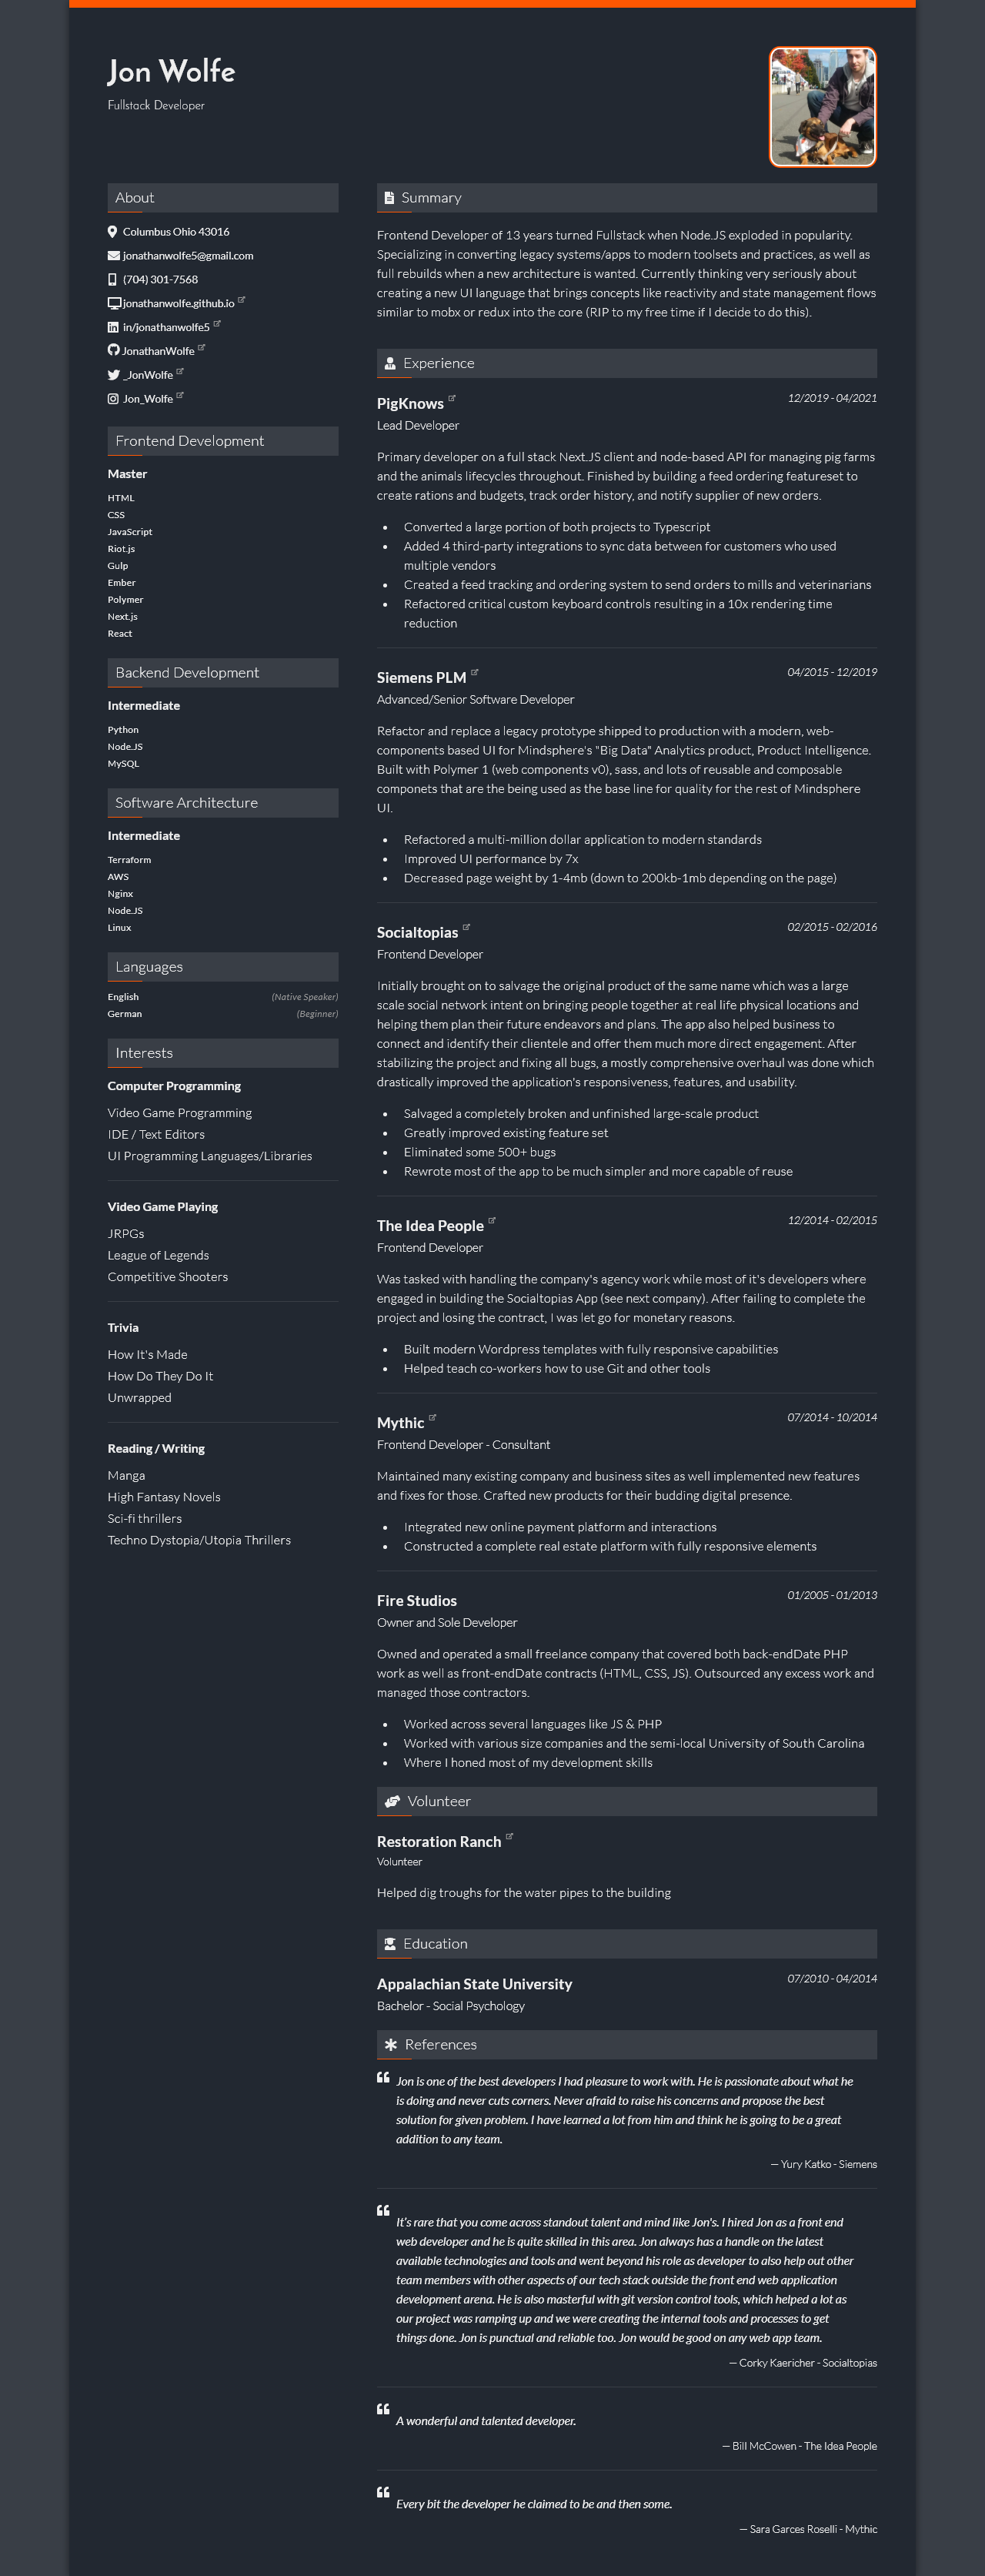 Jon Wolfe
Fullstack Developer
About
Columbus Ohio 43016
jonathanwolfe5@gmail.com
(704) 301-7568
jonathanwolfe.github.io
in/jonathanwolfe5
JonathanWolfe
_JonWolfe
Jon_Wolfe
Frontend Development
Master
HTML
CSS
JavaScript
Riot.js
Gulp
Ember
Polymer
Next.js
React
Backend Development
Intermediate
Python
Node.JS
MySQL
Software Architecture
Intermediate
Terraform
AWS
Nginx
Node.JS
Linux
Languages
English (Native Speaker)
German (Beginner)
Interests
Computer Programming
Video Game Programming
IDE / Text Editors
UI Programming Languages/Libraries
Video Game Playing
JRPGs
League of Legends
Competitive Shooters
Trivia
How It's Made
How Do They Do It
Unwrapped
Reading / Writing
Manga
High Fantasy Novels
Sci-fi thrillers
Techno Dystopia/Utopia Thrillers
Summary
Frontend Developer of 13 years turned Fullstack when Node.JS exploded in popularity.
Specializing in converting legacy systems/apps to modern toolsets and practices, as well as
full rebuilds when a new architecture is wanted. Currently thinking very seriously about
creating a new UI language that brings concepts like reactivity and state management flows
similar to mobx or redux into the core (RIP to my free time if I decide to do this).
Experience
PigKnows 12/2019 - 04/2021
Lead Developer
Primary developer on a full stack Next.JS client and node-based API for managing pig farms
and the animals lifecycles throughout. Finished by building a feed ordering featureset to
create rations and budgets, track order history, and notify supplier of new orders.
• Converted a large portion of both projects to Typescript
• Added 4 third-party integrations to sync data between for customers who used
multiple vendors
• Created a feed tracking and ordering system to send orders to mills and veterinarians
• Refactored critical custom keyboard controls resulting in a 10x rendering time
reduction
Siemens PLM 04/2015 - 12/2019
Advanced/Senior Software Developer
Refactor and replace a legacy prototype shipped to production with a modern, web-
components based UI for Mindsphere's "Big Data" Analytics product, Product Intelligence.
Built with Polymer 1 (web components v0), sass, and lots of reusable and composable
componets that are the being used as the base line for quality for the rest of Mindsphere
UI.
• Refactored a multi-million dollar application to modern standards
• Improved UI performance by 7x
• Decreased page weight by 1-4mb (down to 200kb-1mb depending on the page)
Socialtopias 02/2015 - 02/2016
Frontend Developer
Initially brought on to salvage the original product of the same name which was a large
scale social network intent on bringing people together at real life physical locations and
helping them plan their future endeavors and plans. The app also helped business to
connect and identify their clientele and offer them much more direct engagement. After
stabilizing the project and fixing all bugs, a mostly comprehensive overhaul was done which
drastically improved the application's responsiveness, features, and usability.
• Salvaged a completely broken and unfinished large-scale product
• Greatly improved existing feature set
• Eliminated some 500+ bugs
• Rewrote most of the app to be much simpler and more capable of reuse
The Idea People 12/2014 - 02/2015
Frontend Developer
Was tasked with handling the company's agency work while most of it's developers where
engaged in building the Socialtopias App (see next company). After failing to complete the
project and losing the contract, I was let go for monetary reasons.
• Built modern Wordpress templates with fully responsive capabilities
• Helped teach co-workers how to use Git and other tools
Mythic 07/2014 - 10/2014
Frontend Developer - Consultant
Maintained many existing company and business sites as well implemented new features
and fixes for those. Crafted new products for their budding digital presence.
• Integrated new online payment platform and interactions
• Constructed a complete real estate platform with fully responsive elements
Fire Studios 01/2005 - 01/2013
Owner and Sole Developer
Owned and operated a small freelance company that covered both back-endDate PHP
work as well as front-endDate contracts (HTML, CSS, JS). Outsourced any excess work and
managed those contractors.
• Worked across several languages like JS & PHP
• Worked with various size companies and the semi-local University of South Carolina
• Where I honed most of my development skills
Volunteer
Restoration Ranch
Volunteer
Helped dig troughs for the water pipes to the building
Education
Appalachian State University 07/2010 - 04/2014
Bachelor - Social Psychology
References
Jon is one of the best developers I had pleasure to work with. He is passionate about what he
is doing and never cuts corners. Never afraid to raise his concerns and propose the best
solution for given problem. I have learned a lot from him and think he is going to be a great
addition to any team.
— Yury Katko - Siemens
It's rare that you come across standout talent and mind like Jon's. I hired Jon as a front end
web developer and he is quite skilled in this area. Jon always has a handle on the latest
available technologies and tools and went beyond his role as developer to also help out other
team members with other aspects of our tech stack outside the front end web application
development arena. He is also masterful with git version control tools, which helped a lot as
our project was ramping up and we were creating the internal tools and processes to get
things done. Jon is punctual and reliable too. Jon would be good on any web app team.
— Corky Kaericher - Socialtopias
A wonderful and talented developer.
— Bill McCowen - The Idea People
Every bit the developer he claimed to be and then some.
— Sara Garces Roselli - Mythic